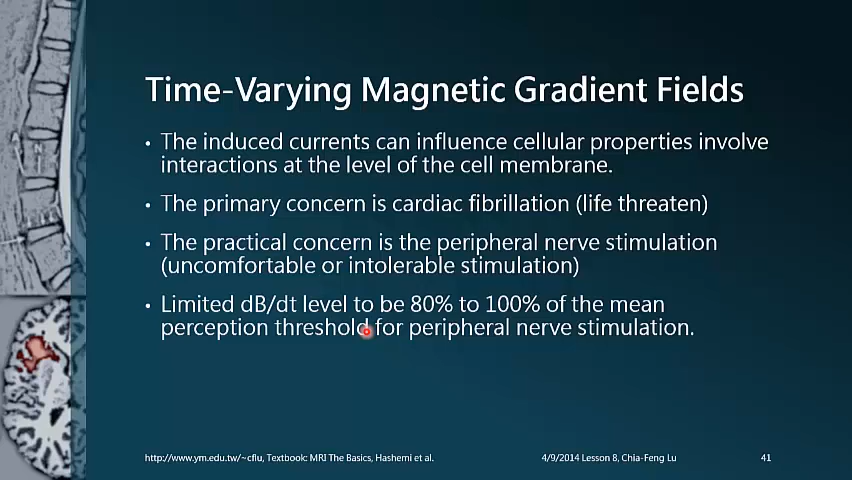 Time-Varying Magnetic Gradient Fields
• The induced currents can influence cellular properties involve
interactions at the level of the cell membrane.
• The primary concern is cardiac fibrillation (life threaten)
• The practical concern is the peripheral nerve stimulation
(uncomfortable or intolerable stimulation)
• Limited dB/dt level to be 80% to 100% of the mean
perception threshold for peripheral nerve stimulation.
http://www.ym.edu.tw/~cflu, Textbook: MRI The Basics, Hashemi et al.
4/9/2014 Lesson 8, Chia-Feng Lu
41